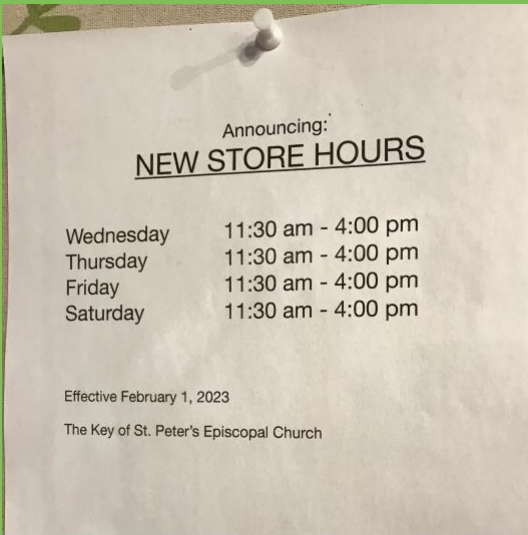 Announcing:
NEW STORE HOURS
Wednesday 11:30 am - 4:00 pm
Thursday 11:30 am - 4:00 pm
Friday 11:30 am - 4:00 pm
Saturday 11:30 am - 4:00 pm
Effective February 1, 2023
The Key of St. Peter's Episcopal Church